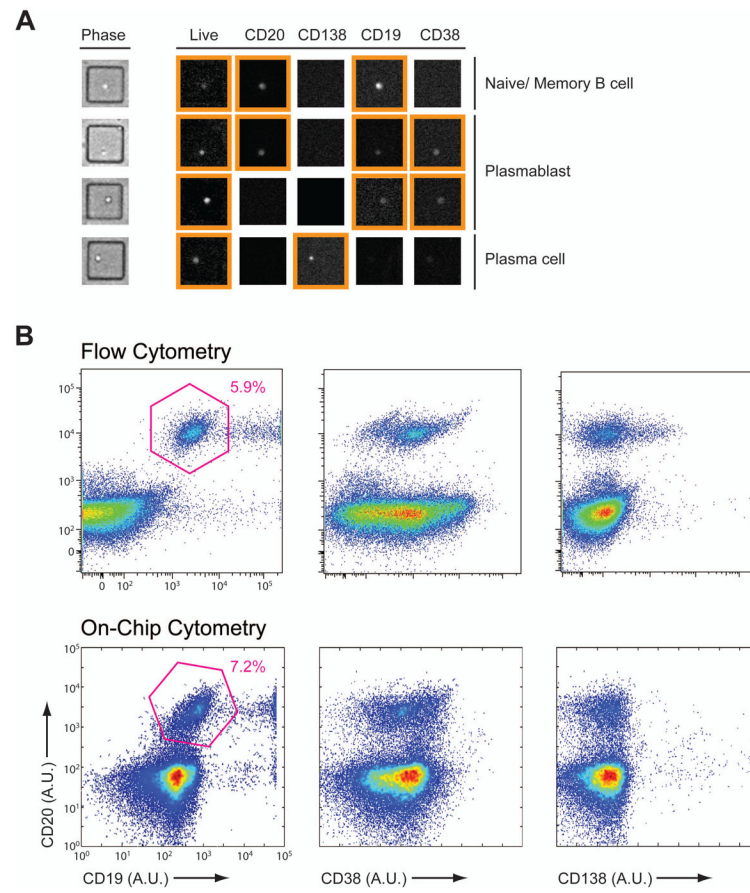 A
Phase Live CD20 CD138 CD19 CD38
Naive/ Memory B cell
Plasmablast
Plasma cell
B
Flow Cytometry
5.9%
10⁵
10⁴
10³
10²
0
0 10² 10³ 10⁴ 10⁵
On-Chip Cytometry
7.2%
10⁵
10⁴
10³
10²
10¹
10⁰ 10¹ 10² 10³ 10⁴ 10⁵
CD20 (A.U.)
CD19 (A.U.) CD38 (A.U.) CD138 (A.U.)